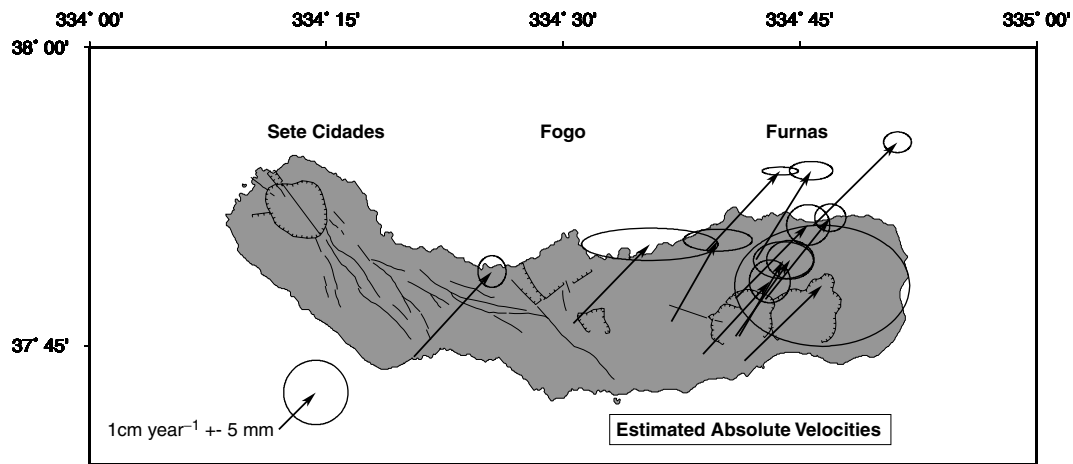 334° 00' 334° 15' 334° 30' 334° 45' 335° 00'
38° 00'
Sete Cidades Fogo Furnas
37° 45'
1cm year⁻¹ +- 5 mm
Estimated Absolute Velocities